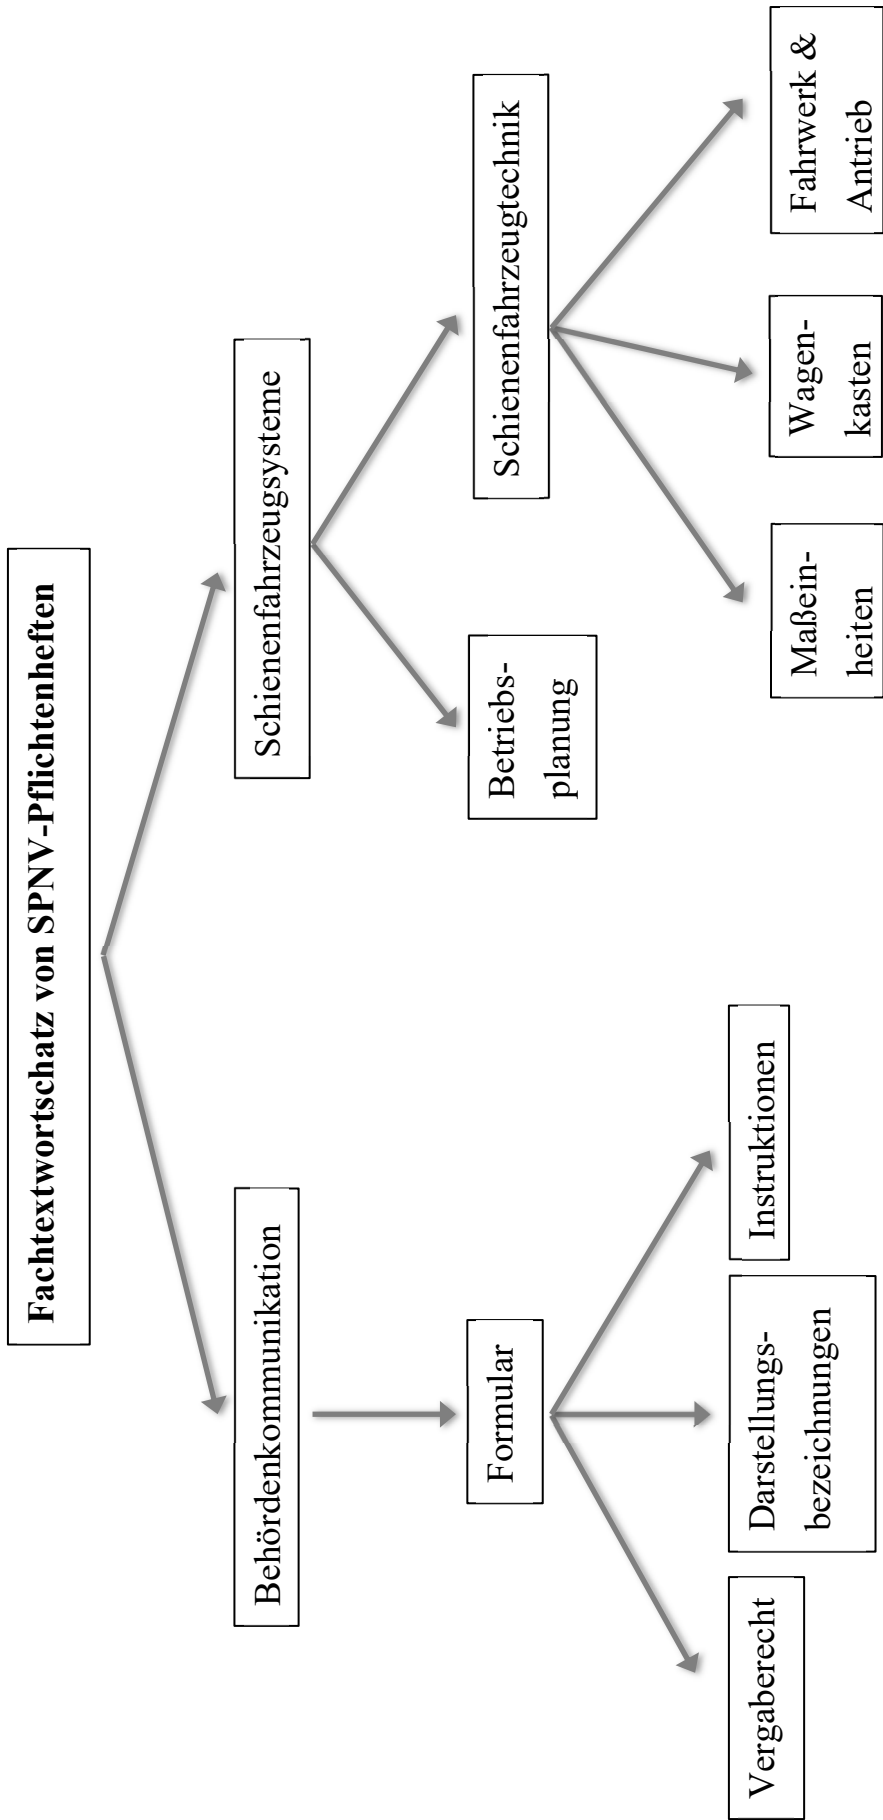 Fachtextwortschatz von SPNV-Pflichtenheften
Behördenkommunikation
Schienenfahrzeugsysteme
Formular
Betriebs-
planung
Schienenfahrzeugtechnik
Vergaberecht
Darstellungs-
bezeichnungen
Instruktionen
Maßein-
heiten
Wagen-
kasten
Fahrwerk &
Antrieb